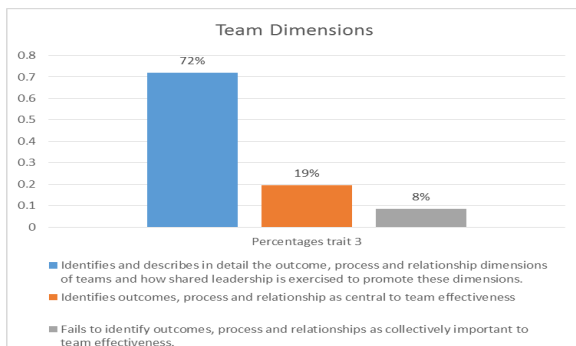 Team Dimensions
0.8
0.7
0.6
0.5
0.4
0.3
0.2
0.1
0
72%
19%
8%
Percentages trait 3
Identifies and describes in detail the outcome, process and relationship dimensions
of teams and how shared leadership is exercised to promote these dimensions.
Identifies outcomes, process and relationship as central to team effectiveness
Fails to identify outcomes, process and relationships as collectively important to
team effectiveness.